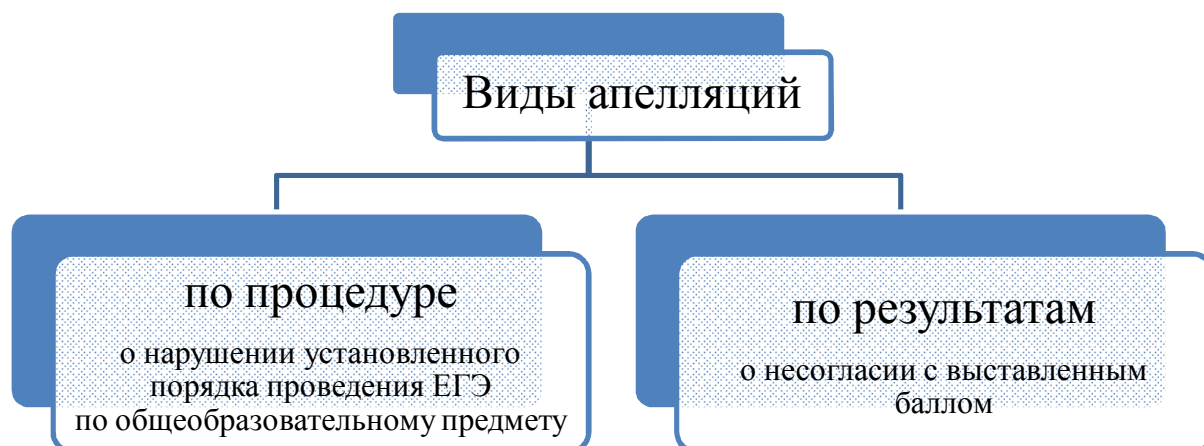 Виды апелляций
по процедуре
о нарушении установленного
порядка проведения ЕГЭ
по общеобразовательному предмету
по результатам
о несогласии с выставленным
баллом